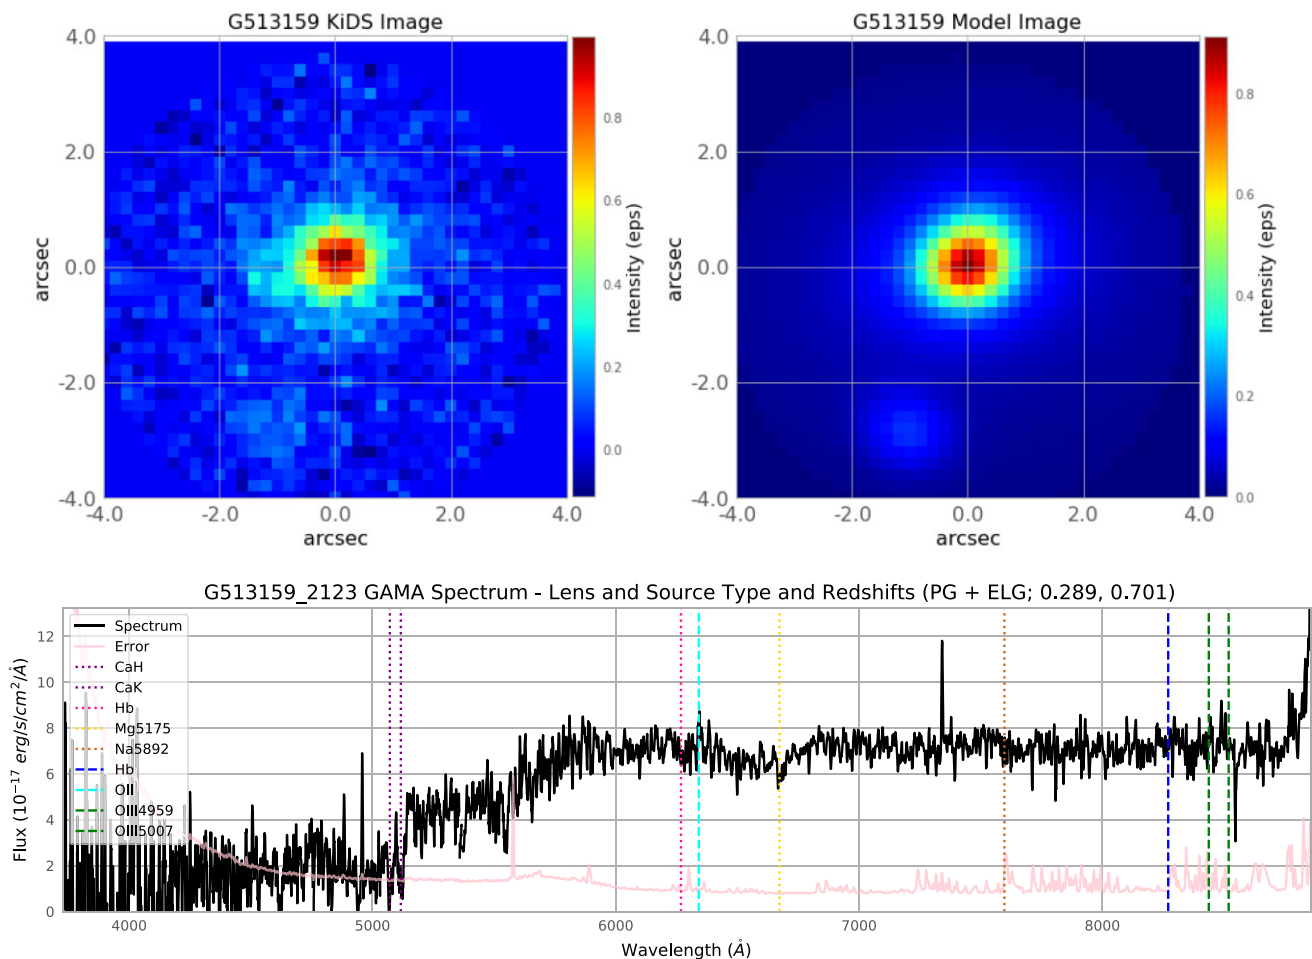 G513159 KiDS Image
4.0
2.0
0.0
-2.0
-4.0
-4.0 -2.0 0.0 2.0 4.0
arcsec
arcsec
0.8
0.6
0.4
0.2
0.0
Intensity (eps)
G513159 Model Image
4.0
2.0
0.0
-2.0
-4.0
-4.0 -2.0 0.0 2.0 4.0
arcsec
arcsec
0.8
0.6
0.4
0.2
0.0
Intensity (eps)
G513159_2123 GAMA Spectrum - Lens and Source Type and Redshifts (PG + ELG; 0.289, 0.701)
Spectrum
Error
CaH
CaK
Hb
Mg5175
Na5892
Hb
OII
OIII4959
OIII5007
12
10
8
6
4
2
0
Flux (10⁻¹⁷ erg/s/cm²/Å)
4000 5000 6000 7000 8000
Wavelength (Å)